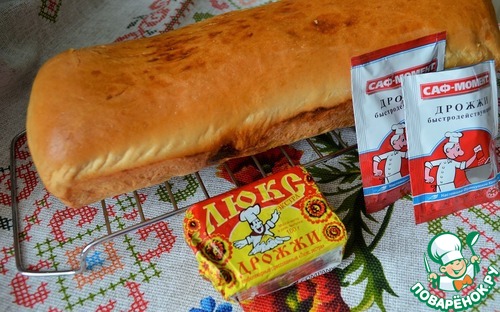 САФ-МОМЕНТ
ДРОЖЖИ
САФ-МОМЕНТ
ДРОЖЖИ
быстродействующие
ЛЮКС
ДРОЖЖИ
ПОВАРЁНОК.РУ